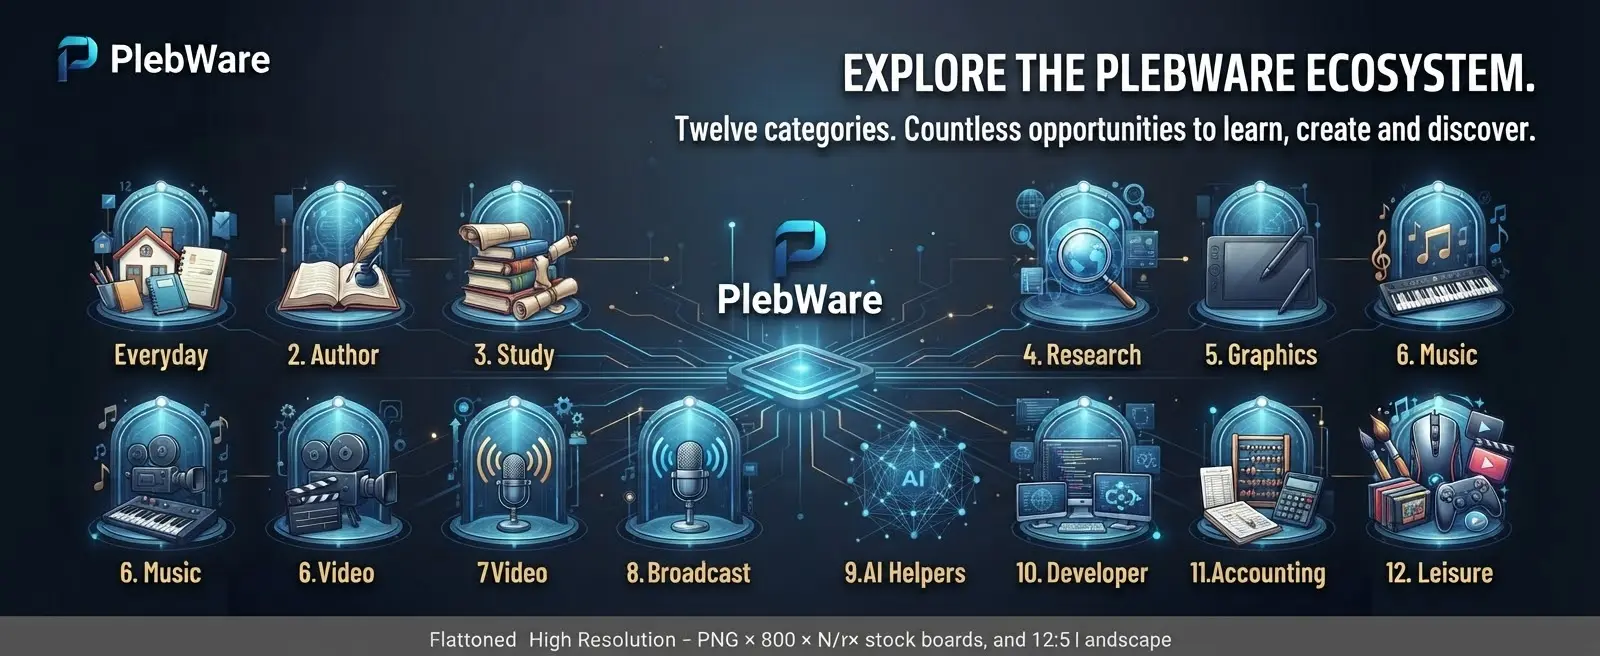 PlebWare
EXPLORE THE PLEBWARE ECOSYSTEM.
Twelve categories. Countless opportunities to learn, create and discover.
12
PlebWare
Everyday
2. Author
3. Study
4. Research
5. Graphics
6. Music
AI
6. Music
6.Video
7Video
8.Broadcast
9.AI Helpers
10. Developer
11.Accounting
12. Leisure
Flattoned High Resolution – PNG × 800 × N/r× stock boards, and 12:5 l andscape